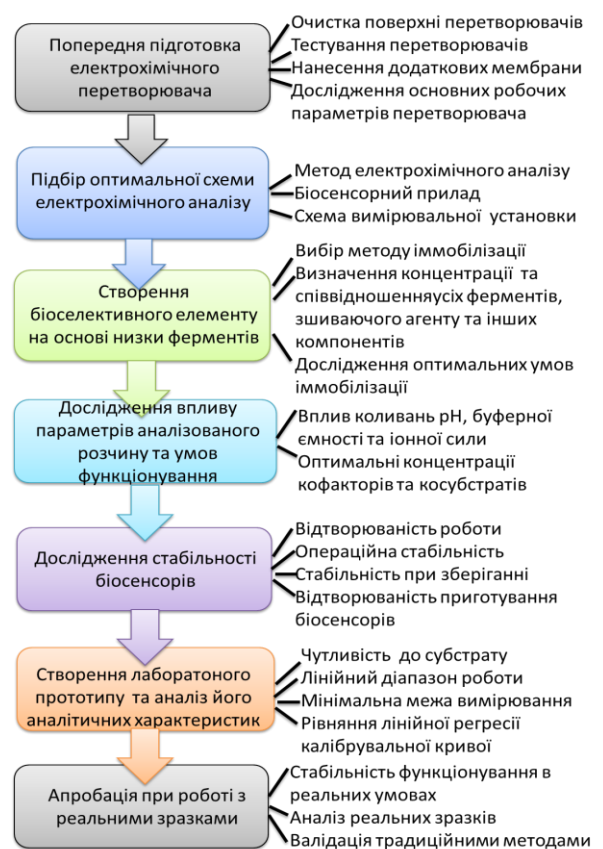 Попередня підготовка
електрохімічного
перетворювача
Очистка поверхні перетворювачів
Тестування перетворювачів
Нанесення додаткових мембрани
Дослідження основних робочих
параметрів перетворювача
Підбір оптимальної схеми
електрохімічного аналізу
Метод електрохімічного аналізу
Біосенсорний прилад
Схема вимірювальної установки
Створення
біоселективного елементу
на основі низки ферментів
Вибір методу іммобілізації
Визначення концентрації та
співвідношенняусіх ферментів,
зшиваючого агенту та інших
компонентів
Дослідження оптимальних умов
іммобілізації
Дослідження впливу
параметрів аналізованого
розчину та умов
функціонування
Вплив коливань рН, буферної
ємності та іонної сили
Оптимальні концентрації
кофакторів та косубстратів
Дослідження стабільності
біосенсорів
Відтворюваність роботи
Операційна стабільність
Стабільність при зберіганні
Відтворюваність приготування
біосенсорів
Створення лаборатоного
прототипу та аналіз його
аналітичних характеристик
Чутливість до субстрату
Лінійний діапазон роботи
Мінімальна межа вимірювання
Рівняння лінійної регресії
калібрувальної кривої
Апробація при роботі з
реальними зразками
Стабільність функціонування в
реальних умовах
Аналіз реальних зразків
Валідація традиційними методами